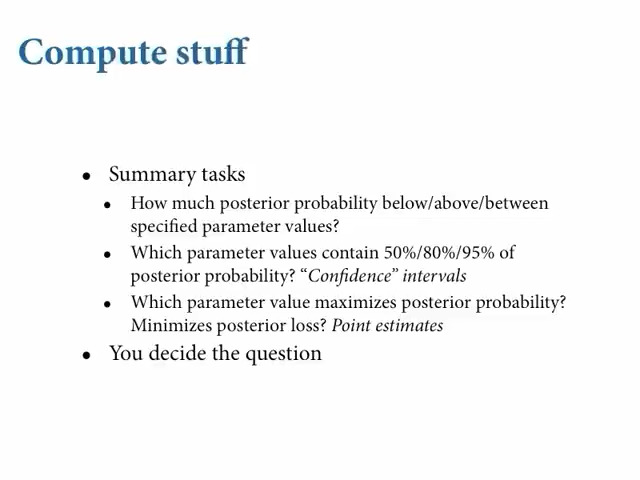 Compute stuff
• Summary tasks
• How much posterior probability below/above/between
specified parameter values?
• Which parameter values contain 50%/80%/95% of
posterior probability? “Confidence” intervals
• Which parameter value maximizes posterior probability?
Minimizes posterior loss? Point estimates
• You decide the question